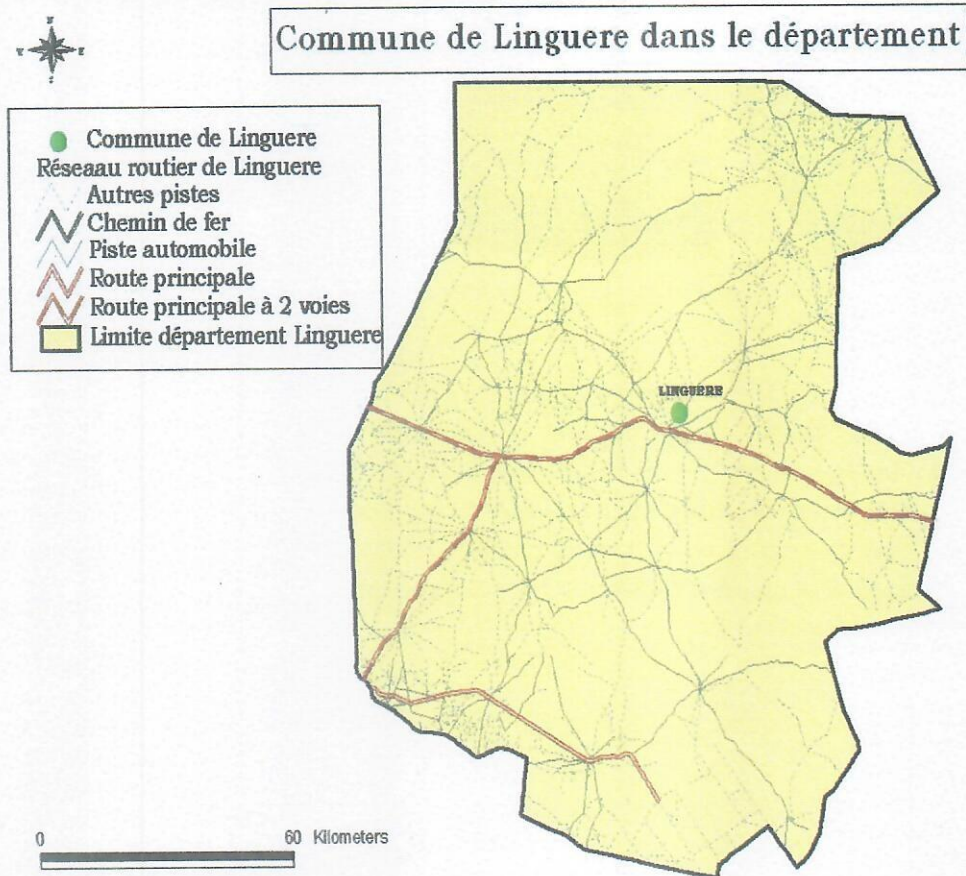 Commune de Linguere dans le département
Commune de Linguere
Réseaau routier de Linguere
Autres pistes
Chemin de fer
Piste automobile
Route principale
Route principale à 2 voies
Limite département Linguere
LINGUÈRE
0 60 Kilometers